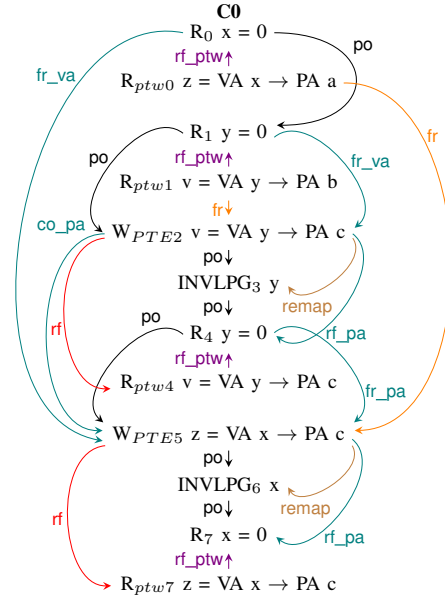 C0
R0 x = 0
fr_va
rf_ptw
po
Rptw0 z = VA x → PA a
fr
R1 y = 0
po
rf_ptw
fr_va
Rptw1 v = VA y → PA b
co_pa
fr
WPTE2 v = VA y → PA c
po
INVLPG3 y
remap
po
po
R4 y = 0
rf_pa
rf
rf_ptw
Rptw4 v = VA y → PA c
fr_pa
WPTE5 z = VA x → PA c
po
INVLPG6 x
remap
rf
po
R7 x = 0
rf_pa
rf_ptw
Rptw7 z = VA x → PA c